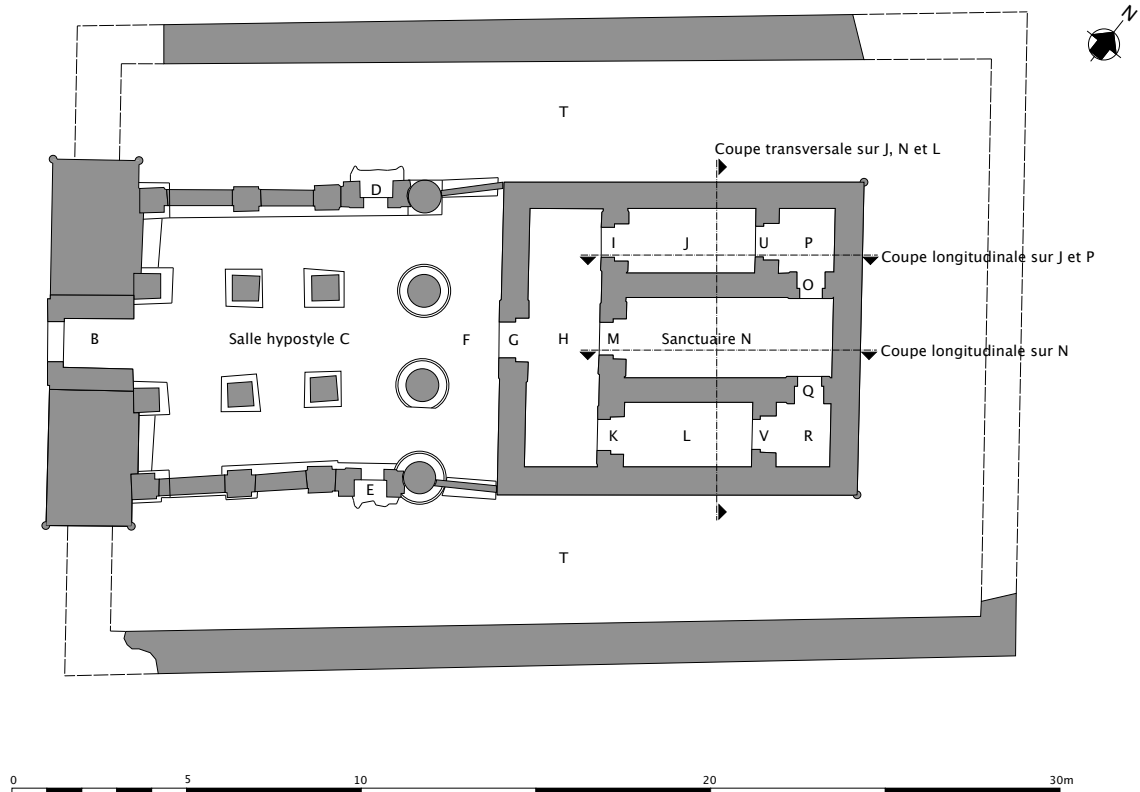 N
T
Coupe transversale sur J, N et L
D
I J U P
Coupe longitudinale sur J et P
O
B Salle hypostyle C F G H M Sanctuaire N
Coupe longitudinale sur N
Q
K L V R
E
T
0 5 10 20 30m